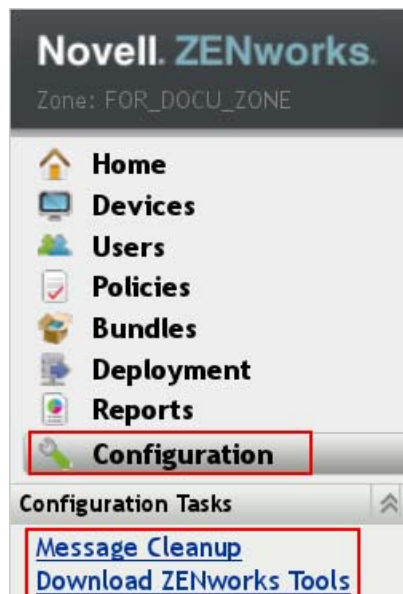 Novell. ZENworks.
Zone: FOR_DOCU_ZONE
Home
Devices
Users
Policies
Bundles
Deployment
Reports
Configuration
Configuration Tasks
Message Cleanup
Download ZENworks Tools